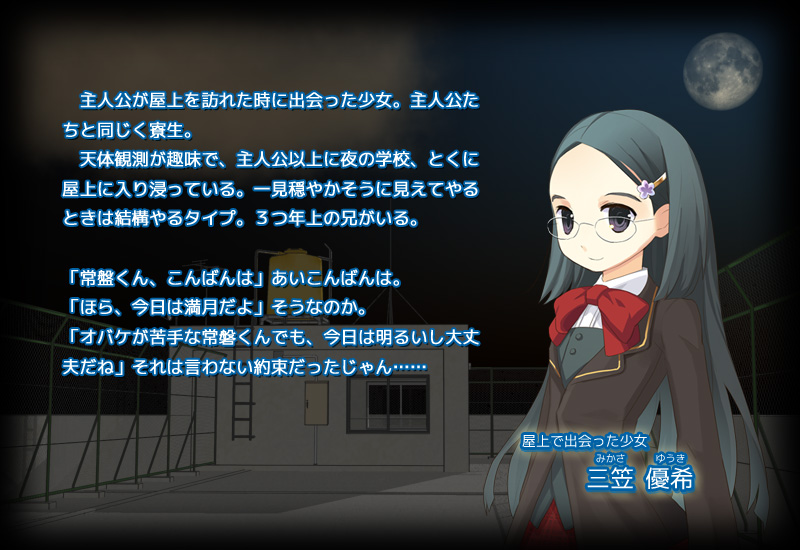 主人公が屋上を訪れた時に出会った少女。主人公た
ちと同じく寮生。
天体観測が趣味で、主人公以上に夜の学校、とくに
屋上に入り浸っている。一見穏やかそうに見えてやる
ときは結構やるタイプ。３つ年上の兄がいる。
「常盤くん、こんばんは」あいこんばんは。
「ほら、今日は満月だよ」そうなのか。
「オバケが苦手な常磐くんでも、今日は明るいし大丈
夫だね」それは言わない約束だったじゃん……
屋上で出会った少女
みかさ ゆうき
三笠 優希